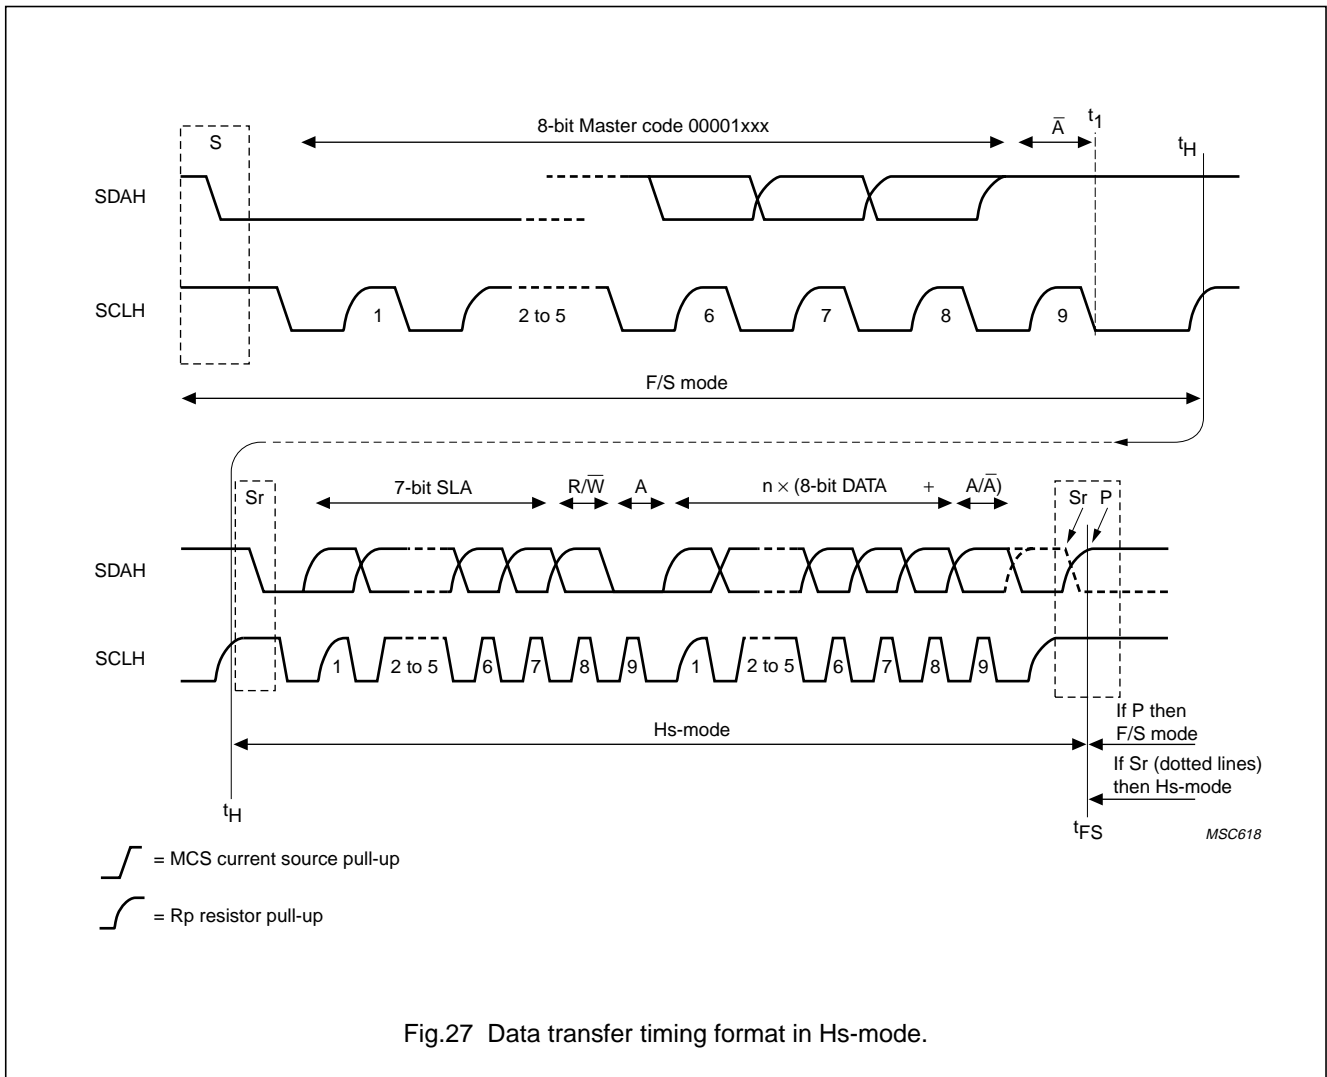 8-bit Master code 00001xxx
A̅
t1
S
tH
SDAH
SCLH
1
2 to 5
6
7
8
9
F/S mode
Sr
7-bit SLA
R/W̅
A
n × (8-bit DATA
+
A/A̅)
Sr P
SDAH
SCLH
1
2 to 5
6
7
8
9
1
2 to 5
6
7
8
9
If P then
F/S mode
Hs-mode
If Sr (dotted lines)
then Hs-mode
tH
tFS
MSC618
= MCS current source pull-up
= Rp resistor pull-up
Fig.27 Data transfer timing format in Hs-mode.